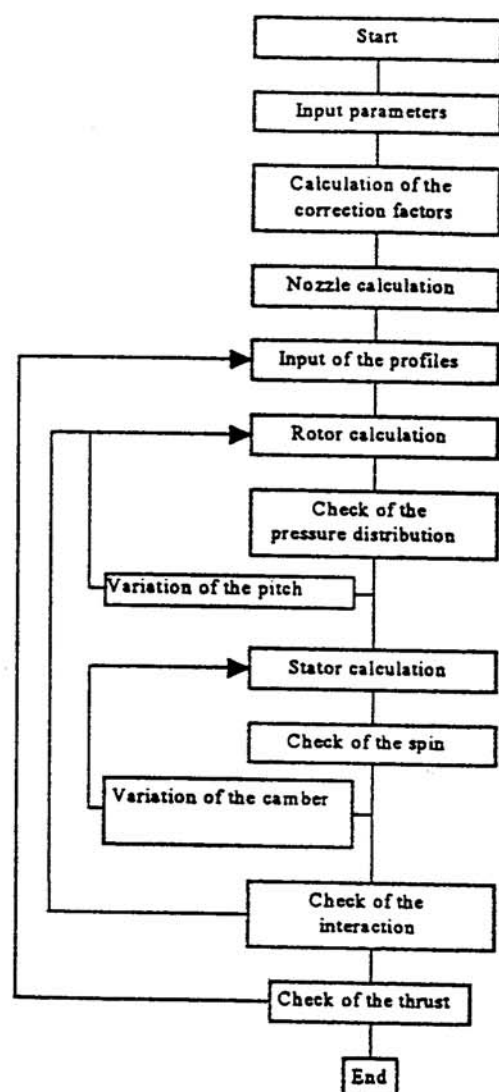 Start
Input parameters
Calculation of the
correction factors
Nozzle calculation
Input of the profiles
Rotor calculation
Check of the
pressure distribution
Variation of the pitch
Stator calculation
Check of the spin
Variation of the camber
Check of the
interaction
Check of the thrust
End